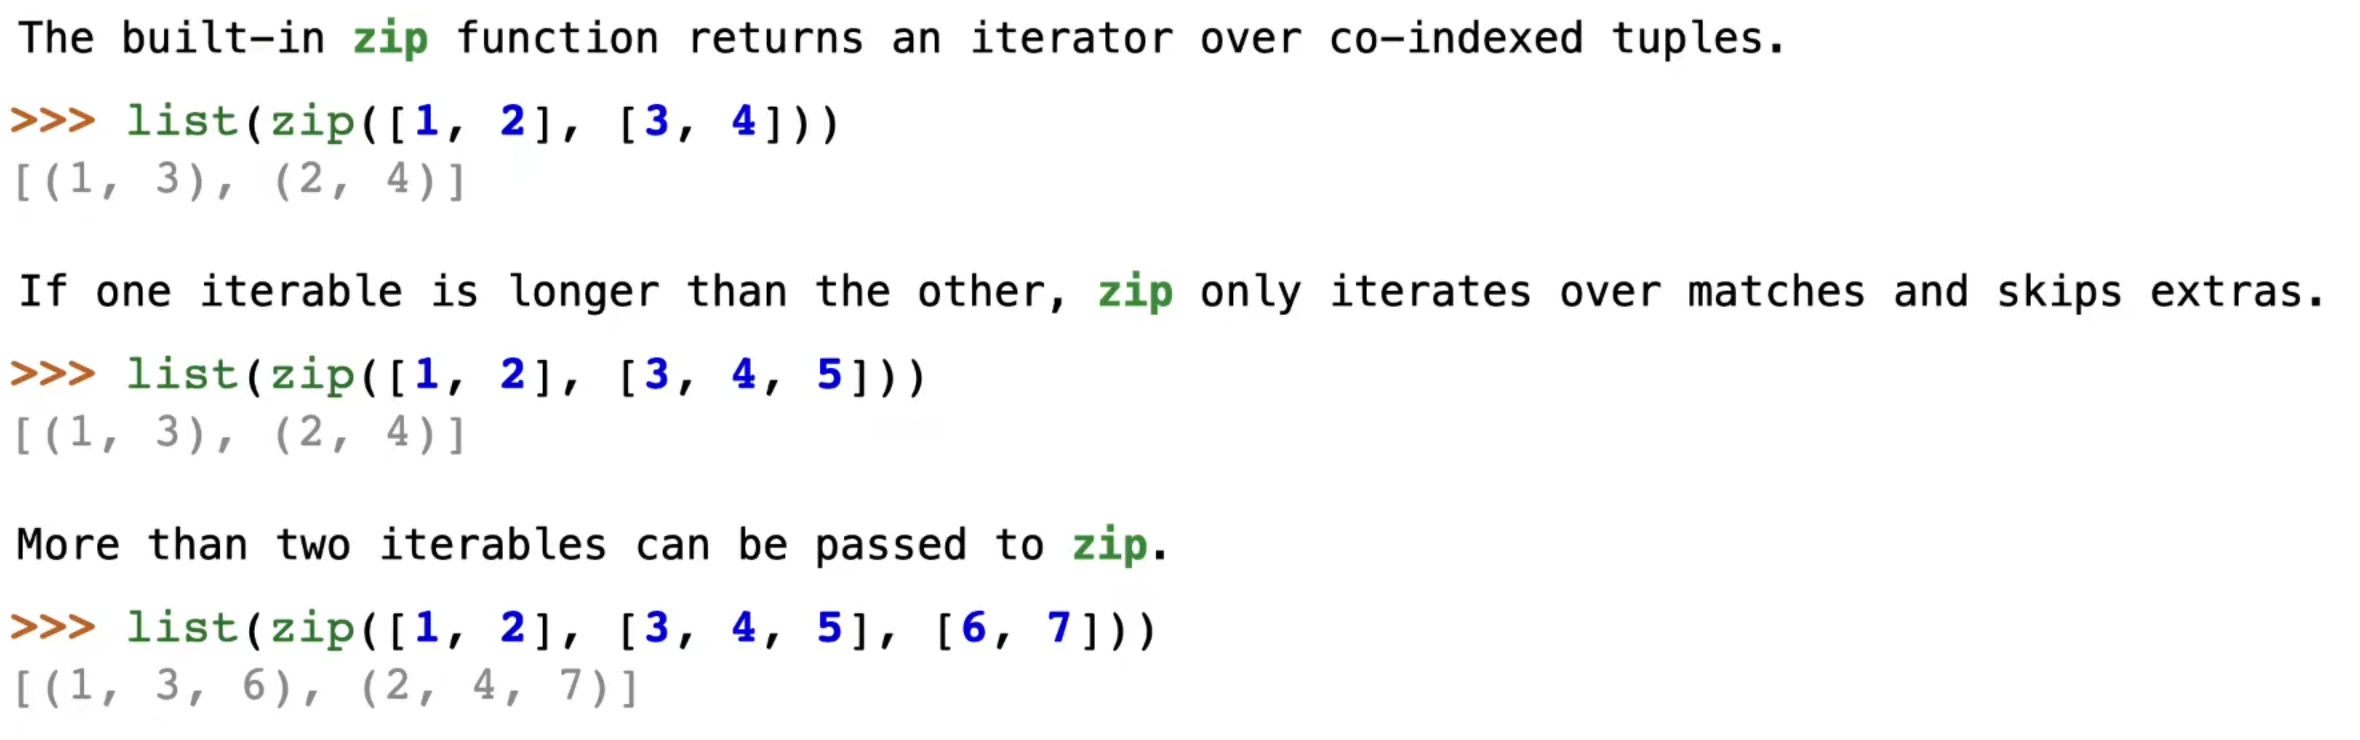 The built-in zip function returns an iterator over co-indexed tuples.
>>> list(zip([1, 2], [3, 4]))
[(1, 3), (2, 4)]
If one iterable is longer than the other, zip only iterates over matches and skips extras.
>>> list(zip([1, 2], [3, 4, 5]))
[(1, 3), (2, 4)]
More than two iterables can be passed to zip.
>>> list(zip([1, 2], [3, 4, 5], [6, 7]))
[(1, 3, 6), (2, 4, 7)]